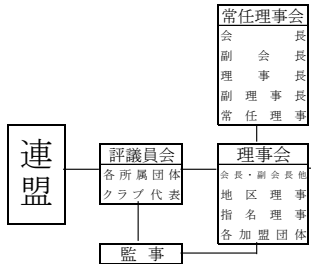 常任理事会
会長
副会長
理事長
副理事長
常任理事
連盟
評議員会
各所属団体
クラブ代表
理事会
会長・副会長他
地区理事
指名理事
各加盟団体
監事